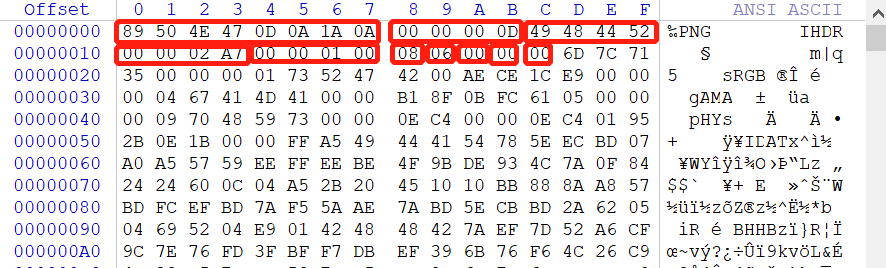 Offset 0 1 2 3 4 5 6 7 8 9 A B C D E F ANSI ASCII
00000000 89 50 4E 47 0D 0A 1A 0A 00 00 00 0D 49 48 44 52 ‰PNG IHDR
00000010 00 00 02 A7 00 00 01 00 08 06 00 00 00 6D 7C 71 § m|q
00000020 35 00 00 00 01 73 52 47 42 00 AE CE 1C E9 00 00 5 sRGB ®Î é
00000030 00 04 67 41 4D 41 00 00 B1 8F 0B FC 61 05 00 00 gAMA ± üa
00000040 00 09 70 48 59 73 00 00 0E C4 00 00 0E C4 01 95 pHYs Ä Ä •
00000050 2B 0E 1B 00 00 FF A5 49 44 41 54 78 5E EC BD 07 + ÿ¥IDATx^ì½
00000060 A0 A5 57 59 EE FF EE BE 4F 9B DE 93 4C 7A 0F 84 ¥WYîÿî¾O›Þ“Lz „
00000070 24 24 60 0C 04 A5 2B 20 45 10 10 BB 88 8A A8 57 $$` ¥+ E »ˆŠ¨W
00000080 BD FC EF BD 7A AF F5 5A AE 7A BD 5E CB BD 2A 62 05 ½üï½z¯õZ®z½^Ë½*b
00000090 04 69 52 04 E9 01 42 48 48 42 7A EF 7D 52 A6 CF iR é BHHBzï}R¦Ï
000000A0 9C 7E 76 FD 3F BF F7 DB EF 39 6B 76 F6 4C 26 C9 œ~vý?¿÷Ûï9kvöL&É